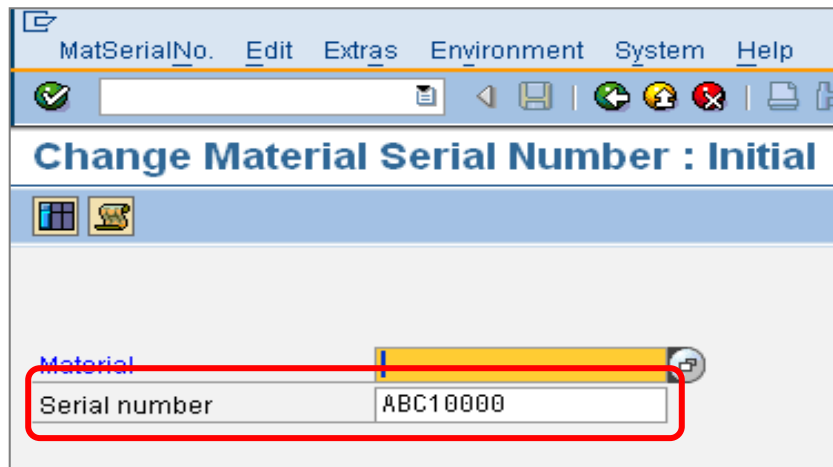 MatSerialNo. Edit Extras Environment System Help
Change Material Serial Number : Initial
Material
Serial number ABC10000